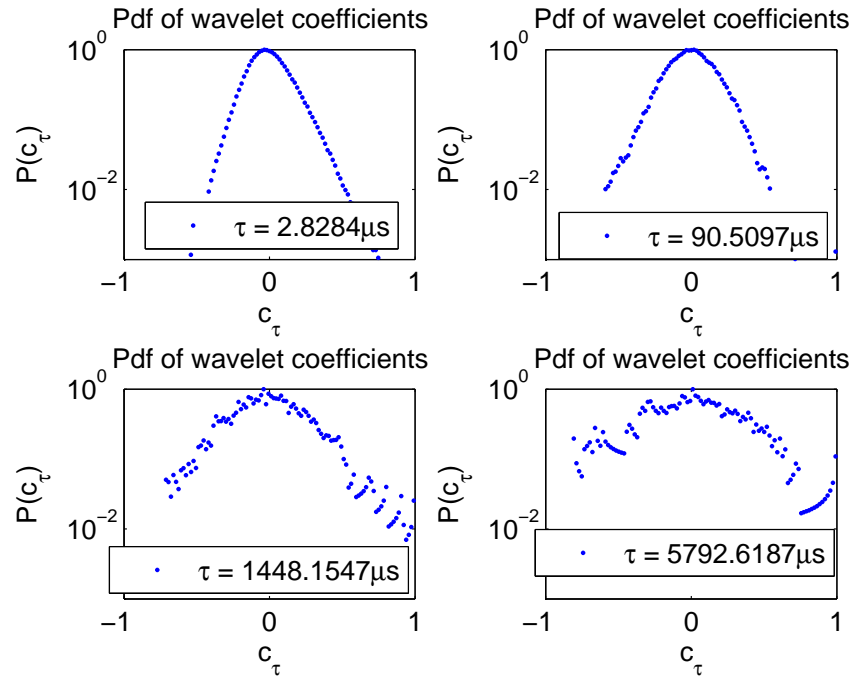 Pdf of wavelet coefficients
10^0
10^-2
P(c_τ)
τ = 2.8284μs
−1 0 1
c_τ
Pdf of wavelet coefficients
10^0
10^-2
P(c_τ)
τ = 90.5097μs
−1 0 1
c_τ
Pdf of wavelet coefficients
10^0
10^-2
P(c_τ)
τ = 1448.1547μs
−1 0 1
c_τ
Pdf of wavelet coefficients
10^0
10^-2
P(c_τ)
τ = 5792.6187μs
−1 0 1
c_τ